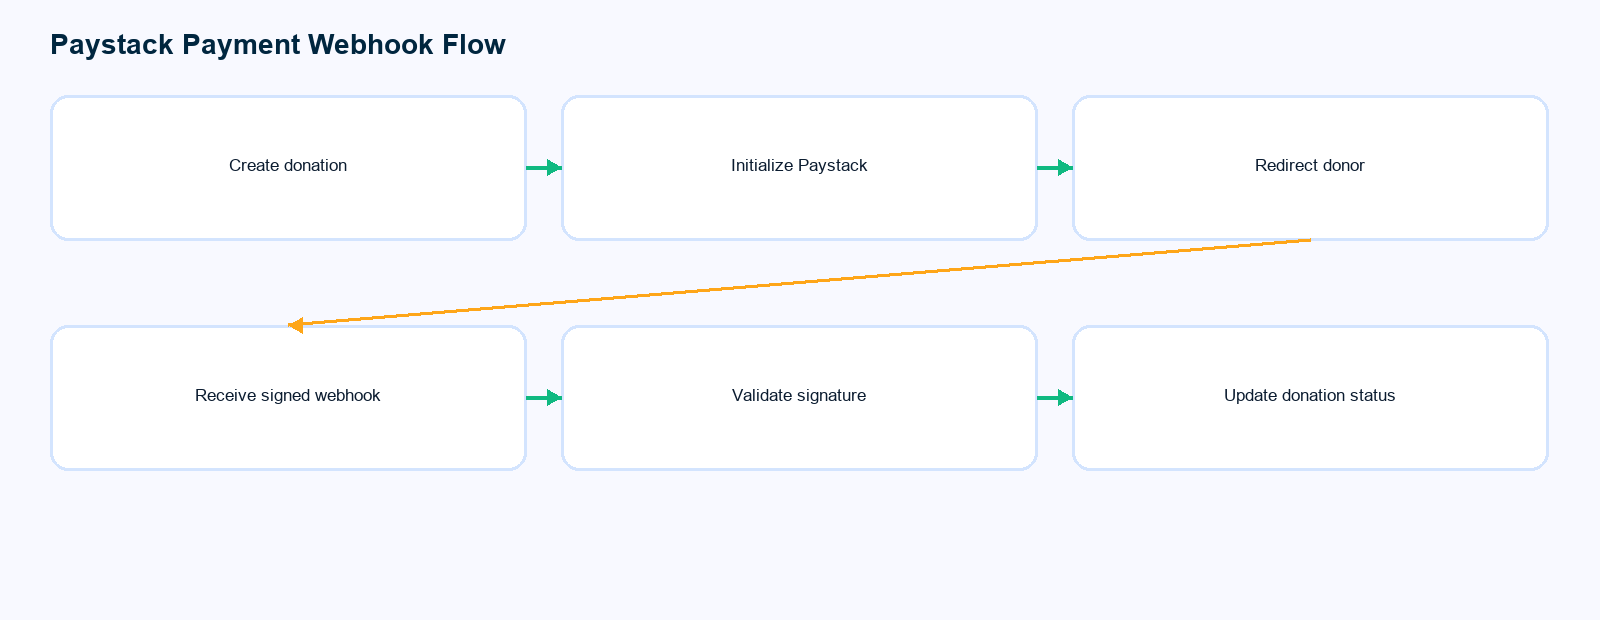 Paystack Payment Webhook Flow
Create donation
Initialize Paystack
Redirect donor
Receive signed webhook
Validate signature
Update donation status